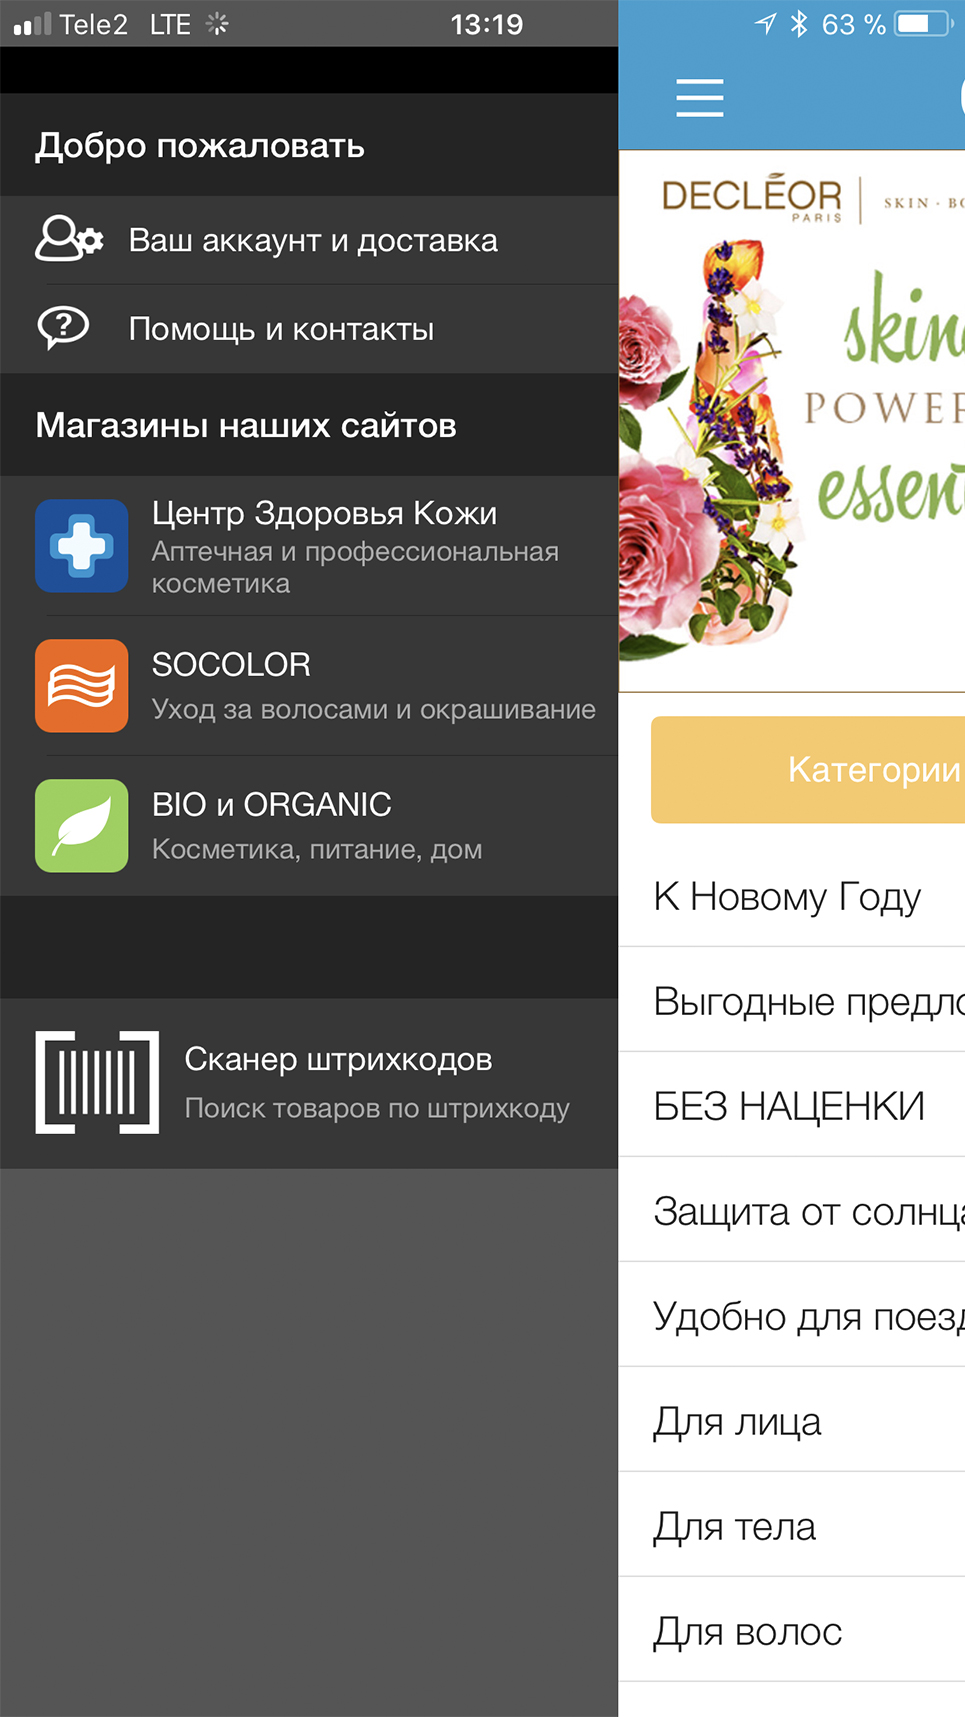 Tele2 LTE 13:19 63 %
Добро пожаловать
Ваш аккаунт и доставка
Помощь и контакты
Магазины наших сайтов
Центр Здоровья Кожи
Аптечная и профессиональная
косметика
SOCOLOR
Уход за волосами и окрашивание
BIO и ORGANIC
Косметика, питание, дом
Сканер штрихкодов
Поиск товаров по штрихкоду
DECLÉOR
PARIS
SKIN · BO
skin
POWER
essent
Категории
К Новому Году
Выгодные предло
БЕЗ НАЦЕНКИ
Защита от солнца
Удобно для поезд
Для лица
Для тела
Для волос